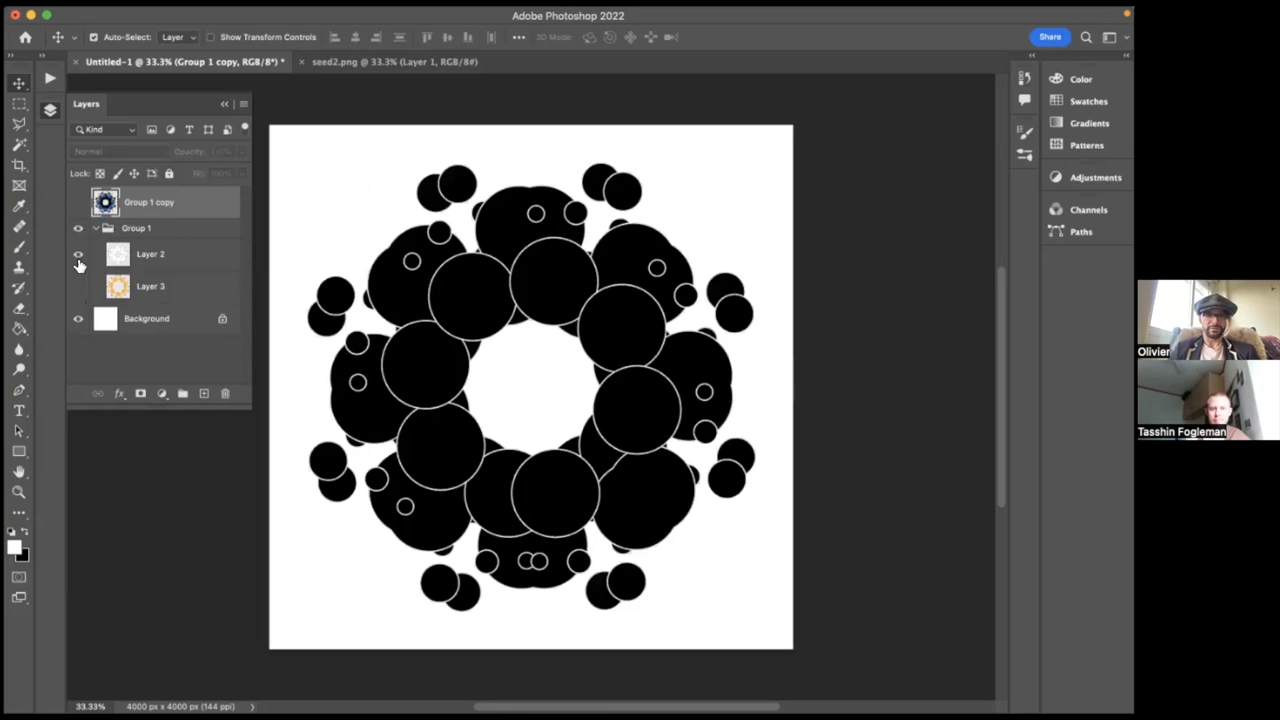 Adobe Photoshop 2022
Auto-Select: Layer Show Transform Controls 3D Mode: Share
Untitled-1 @ 33.3% (Group 1 copy, RGB/8*) * seed2.png @ 33.3% (Layer 1, RGB/8#)
Layers
Kind
Normal Opacity:
Lock: Fill:
Group 1 copy
Group 1
Layer 2
Layer 3
Background
Color
Swatches
Gradients
Patterns
Adjustments
Channels
Paths
Olivier
Tasshin Fogleman
33.33% 4000 px x 4000 px (144 ppi)